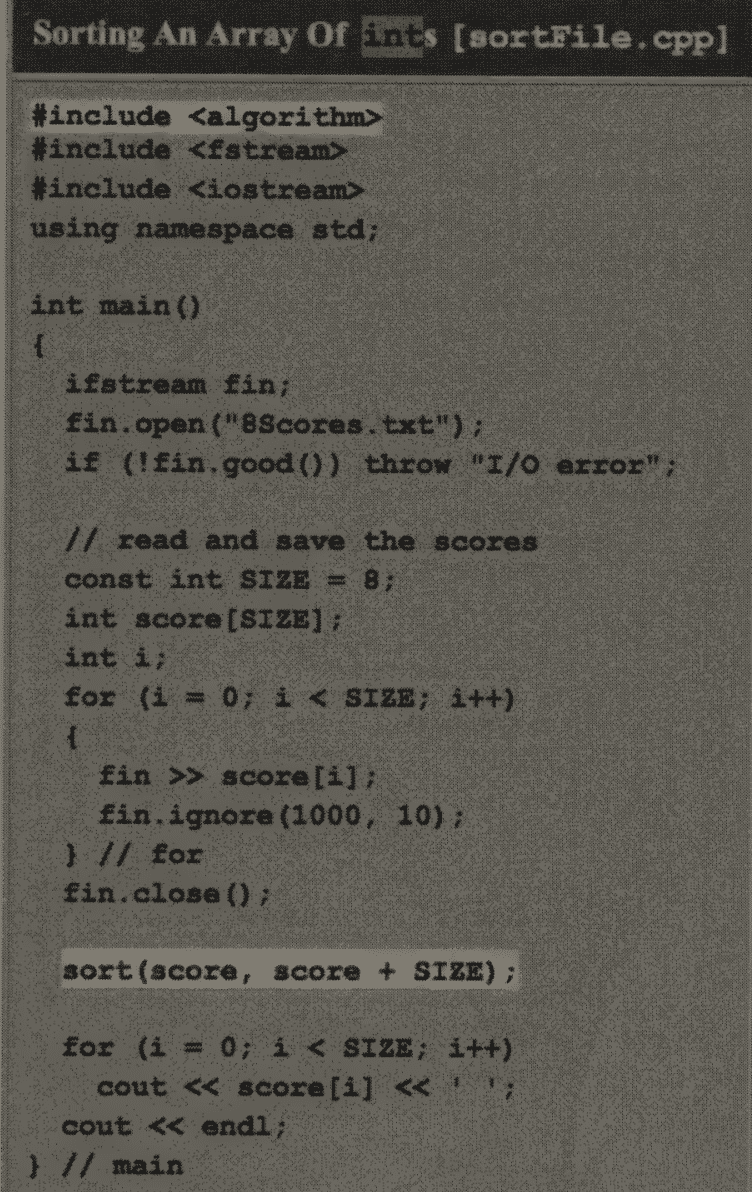 Sorting An Array Of ints [sortFile.cpp]
#include <algorithm>
#include <fstream>
#include <iostream>
using namespace std;
int main()
{
ifstream fin;
fin.open("8Scores.txt");
if (!fin.good()) throw "I/O error";
// read and save the scores
const int SIZE = 8;
int score[SIZE];
int i;
for (i = 0; i < SIZE; i++)
{
fin >> score[i];
fin.ignore(1000, 10);
} // for
fin.close();
sort(score, score + SIZE);
for (i = 0; i < SIZE; i++)
cout << score[i] << ' ';
cout << endl;
} // main